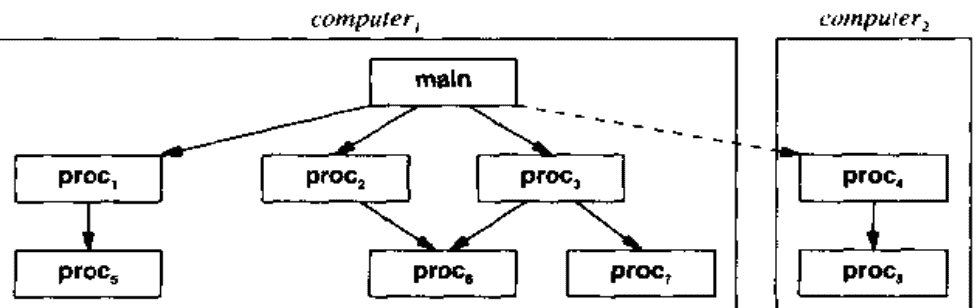 computer₁ computer₂
main
proc₁ proc₂ proc₃ proc₄
proc₅ proc₆ proc₇ proc₈